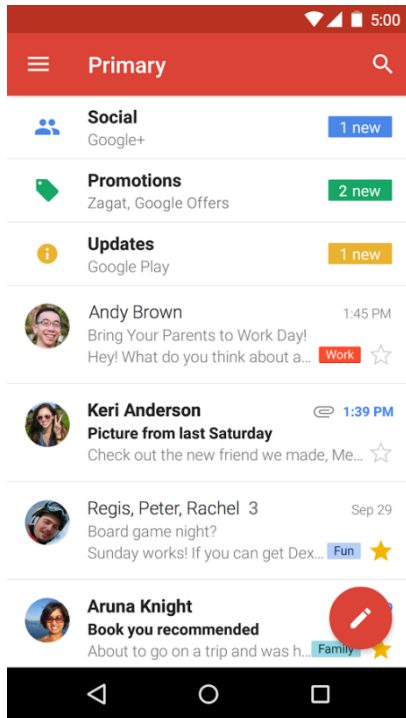 5:00
Primary
Social
Google+
1 new
Promotions
Zagat, Google Offers
2 new
Updates
Google Play
1 new
Andy Brown
1:45 PM
Bring Your Parents to Work Day!
Hey! What do you think about a...
Work
Keri Anderson
1:39 PM
Picture from last Saturday
Check out the new friend we made, Me...
Regis, Peter, Rachel 3
Sep 29
Board game night?
Sunday works! If you can get Dex...
Fun
Aruna Knight
Book you recommended
About to go on a trip and was h...
Family